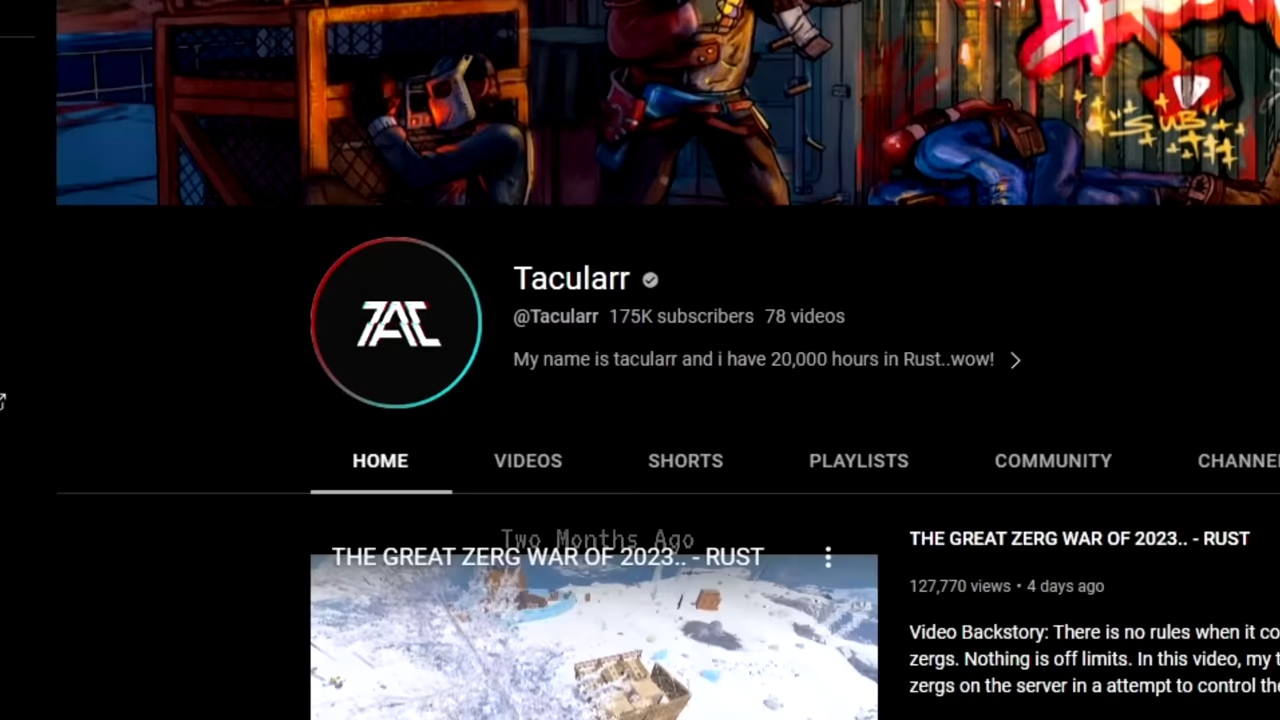 SUB
Tacularr
TAC
@Tacularr 175K subscribers 78 videos
My name is tacularr and i have 20,000 hours in Rust..wow!
HOME VIDEOS SHORTS PLAYLISTS COMMUNITY CHANNE
Two Months Ago
THE GREAT ZERG WAR OF 2023.. - RUST
THE GREAT ZERG WAR OF 2023.. - RUST
127,770 views • 4 days ago
Video Backstory: There is no rules when it co
zergs. Nothing is off limits. In this video, my t
zergs on the server in a attempt to control the